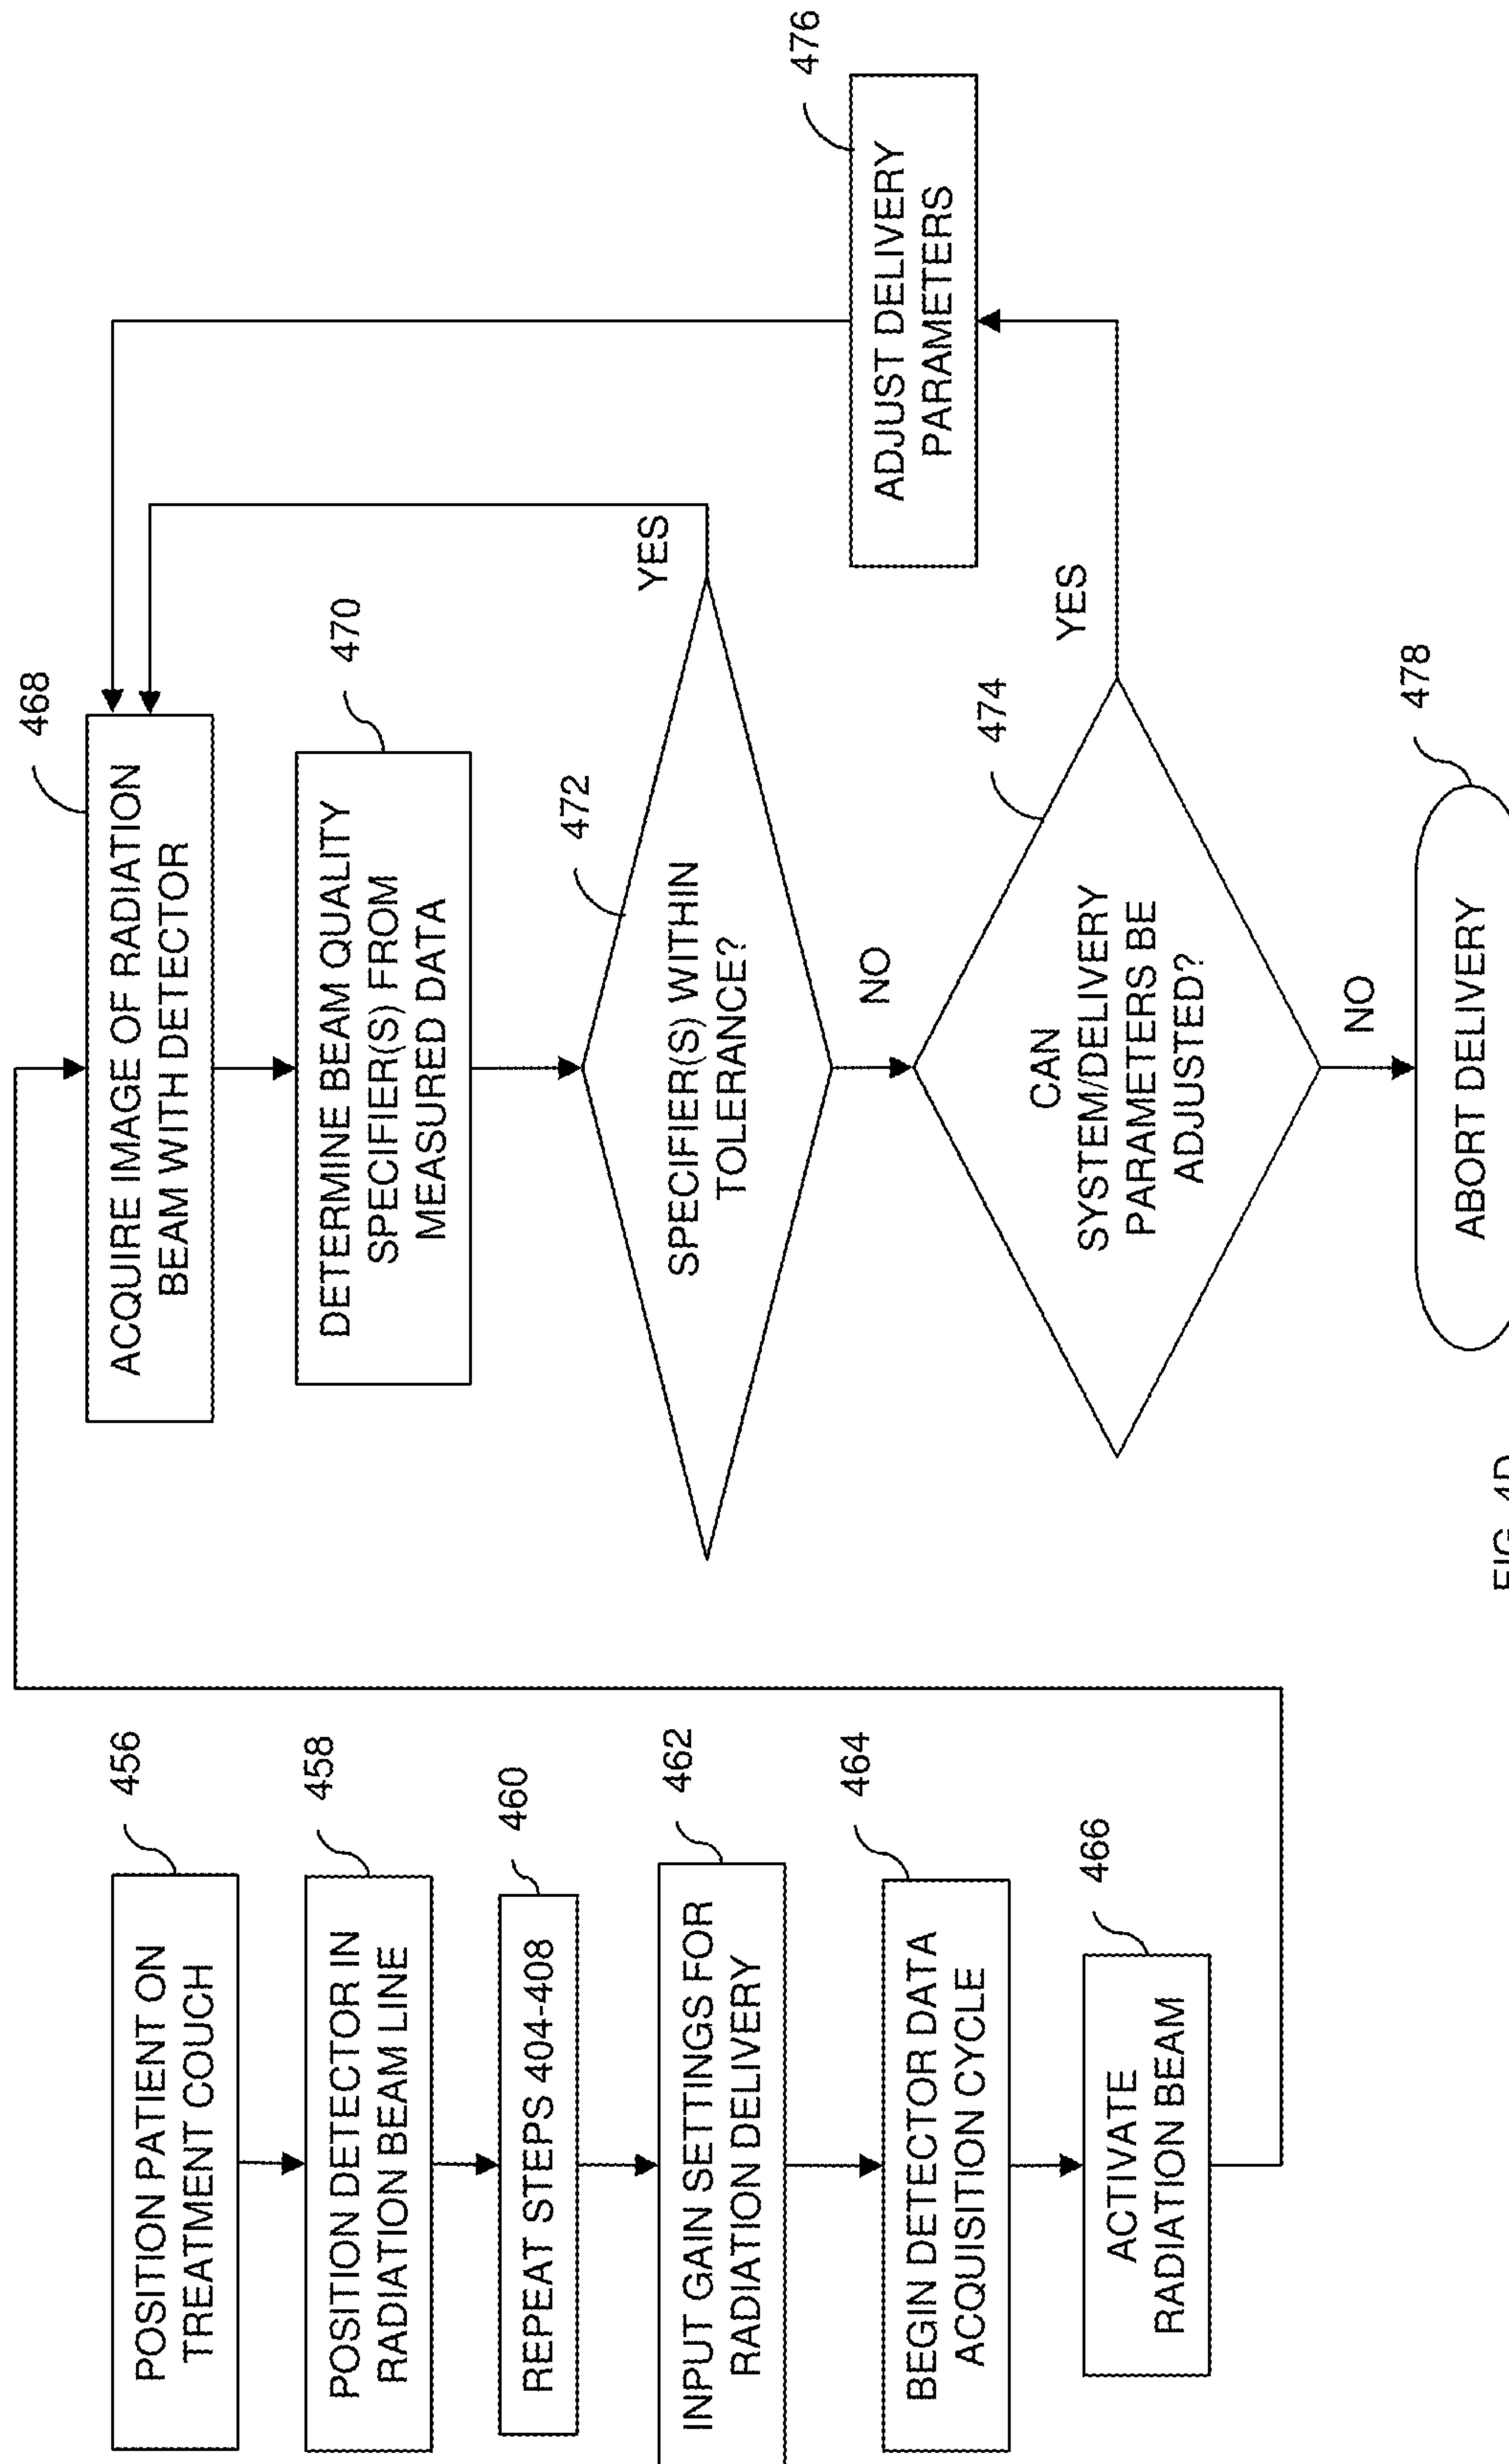 456
POSITION PATIENT ON
TREATMENT COUCH
458
POSITION DETECTOR IN
RADIATION BEAM LINE
460
REPEAT STEPS 404-408
462
INPUT GAIN SETTINGS FOR
RADIATION DELIVERY
464
BEGIN DETECTOR DATA
ACQUISITION CYCLE
466
ACTIVATE
RADIATION BEAM
468
ACQUIRE IMAGE OF RADIATION
BEAM WITH DETECTOR
470
DETERMINE BEAM QUALITY
SPECIFIER(S) FROM
MEASURED DATA
472
SPECIFIER(S) WITHIN
TOLERANCE?
YES
NO
474
CAN
SYSTEM/DELIVERY
PARAMETERS BE
ADJUSTED?
YES
NO
476
ADJUST DELIVERY
PARAMETERS
478
ABORT DELIVERY
FIG. 4D